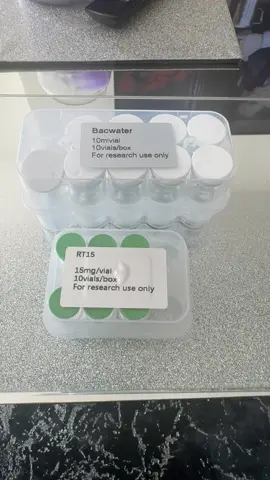 Bacwater
10ml/vial
10vials/box
For research use only
RT15
15mg/vial
10vials/box
For research use only